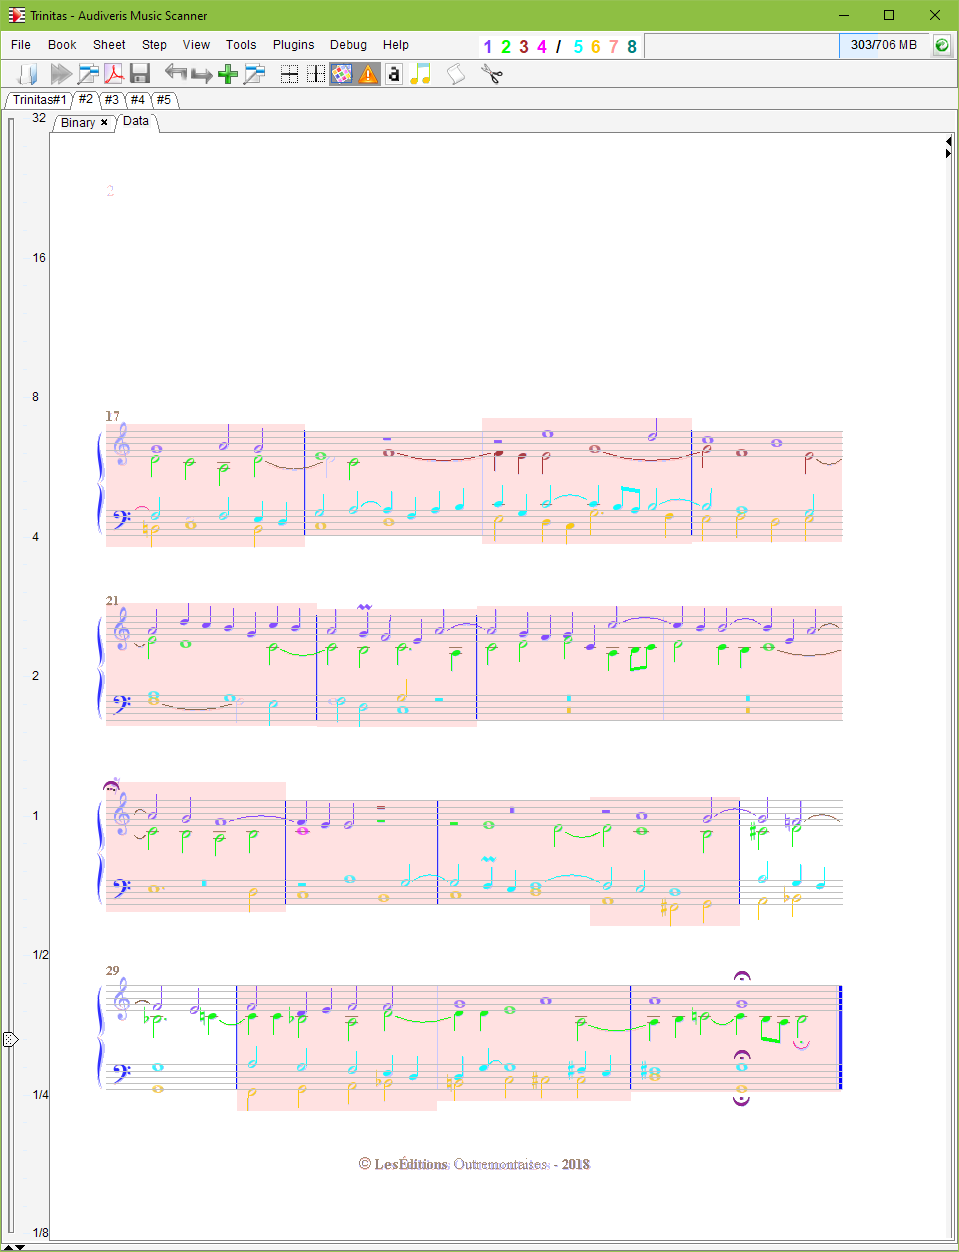 Trinitas - Audiveris Music Scanner
File Book Sheet Step View Tools Plugins Debug Help
1 2 3 4 / 5 6 7 8
303/706 MB
a
Trinitas#1 #2 #3 #4 #5
Binary × Data
32
16
8
4
2
1
1/2
1/4
1/8
2
17
21
29
© LesÉditions Outremontaises - 2018